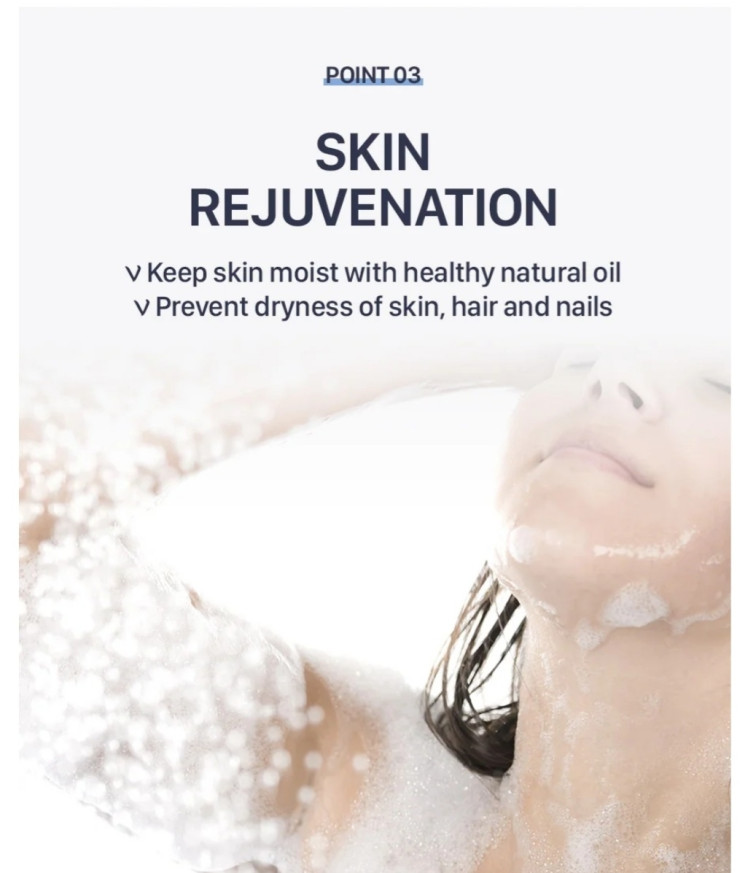 POINT 03
SKIN
REJUVENATION
ν Keep skin moist with healthy natural oil
ν Prevent dryness of skin, hair and nails